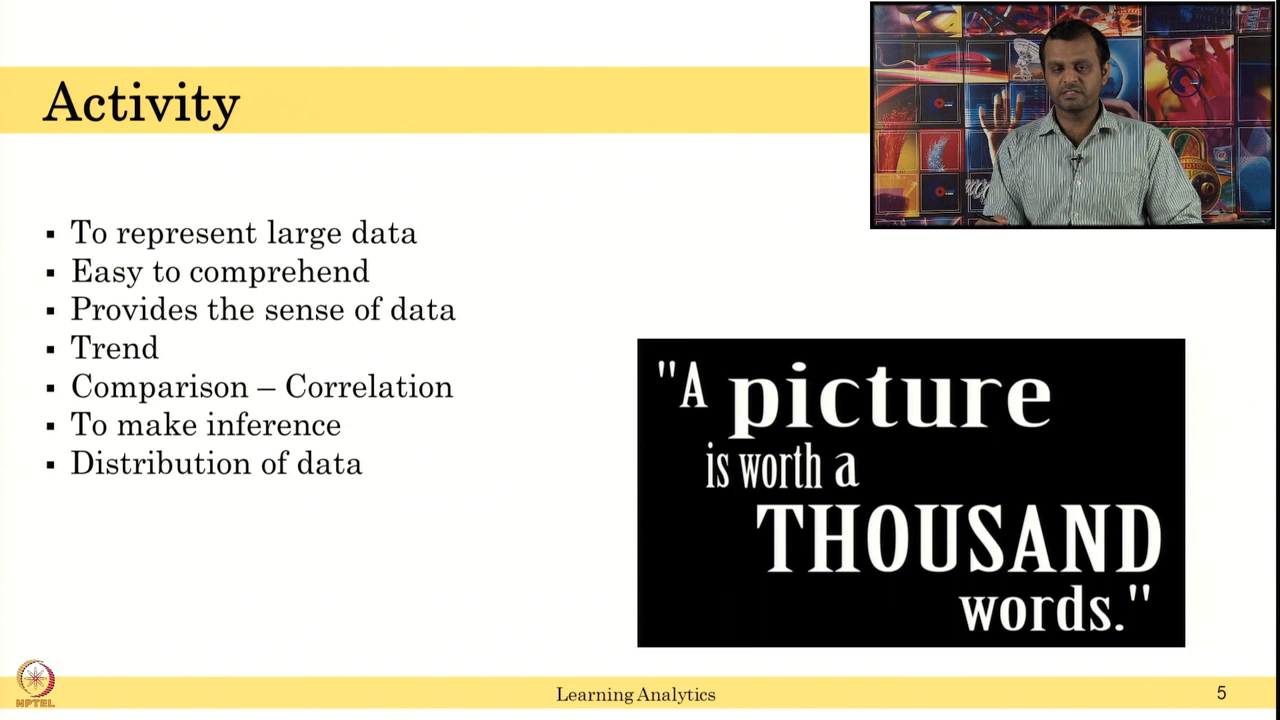 Activity
▪ To represent large data
▪ Easy to comprehend
▪ Provides the sense of data
▪ Trend
▪ Comparison – Correlation
▪ To make inference
▪ Distribution of data
"A picture
is worth a
THOUSAND
words."
NPTEL
Learning Analytics
5